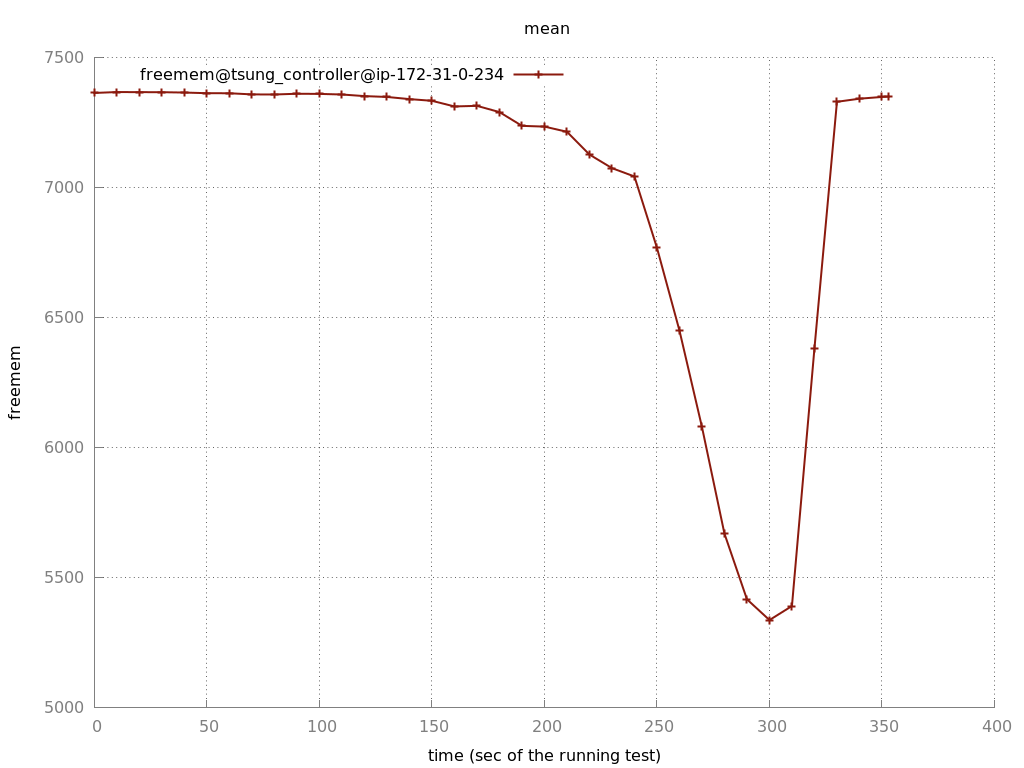 mean
7500
freemem@tsung_controller@ip-172-31-0-234
7000
6500
6000
5500
5000
freemem
0 50 100 150 200 250 300 350 400
time (sec of the running test)